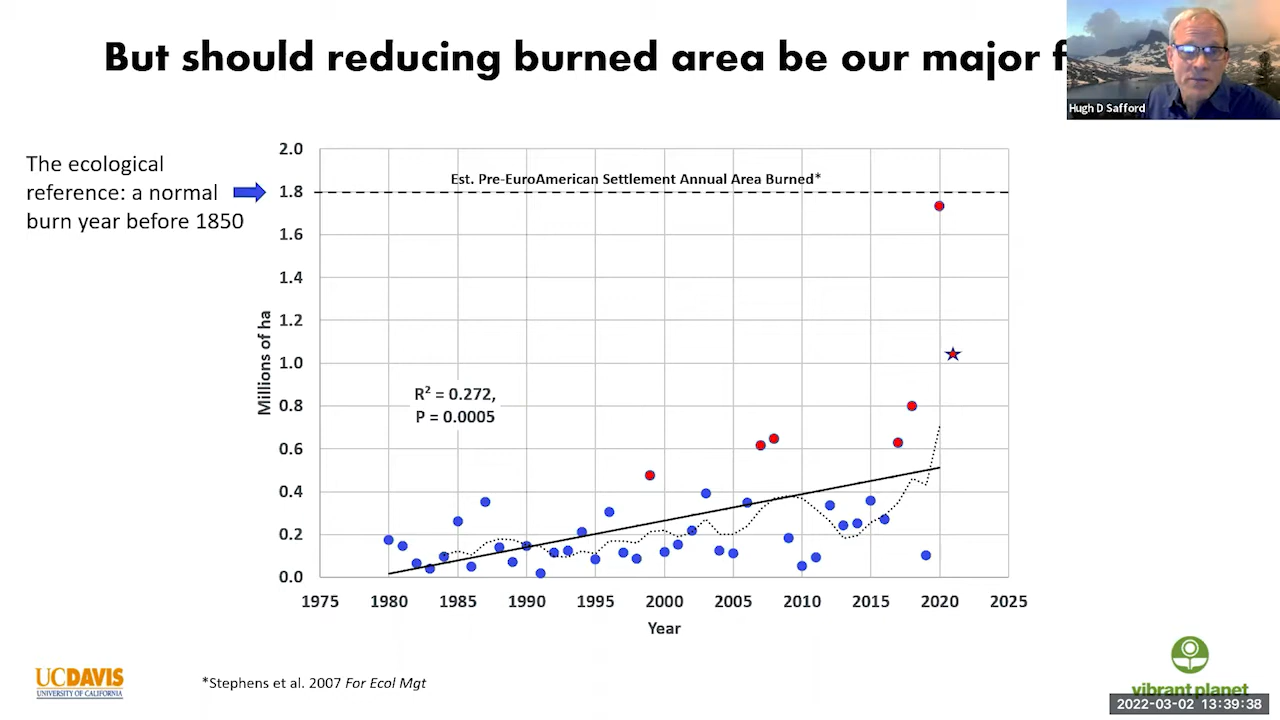 But should reducing burned area be our major f
Hugh D Safford
The ecological
reference: a normal
burn year before 1850
Est. Pre-EuroAmerican Settlement Annual Area Burned*
2.0
1.8
1.6
1.4
1.2
1.0
0.8
0.6
0.4
0.2
0.0
Millions of ha
R² = 0.272,
P = 0.0005
1975 1980 1985 1990 1995 2000 2005 2010 2015 2020 2025
Year
UCDAVIS
UNIVERSITY OF CALIFORNIA
*Stephens et al. 2007 For Ecol Mgt
vibrant planet
2022-03-02 13:39:38